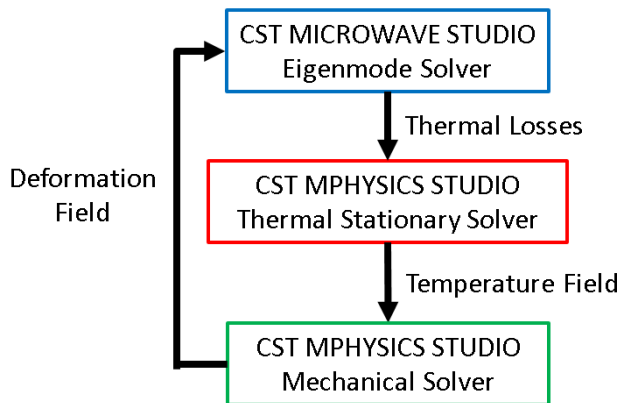 CST MICROWAVE STUDIO
Eigenmode Solver
Thermal Losses
Deformation
Field
CST MPHYSICS STUDIO
Thermal Stationary Solver
Temperature Field
CST MPHYSICS STUDIO
Mechanical Solver